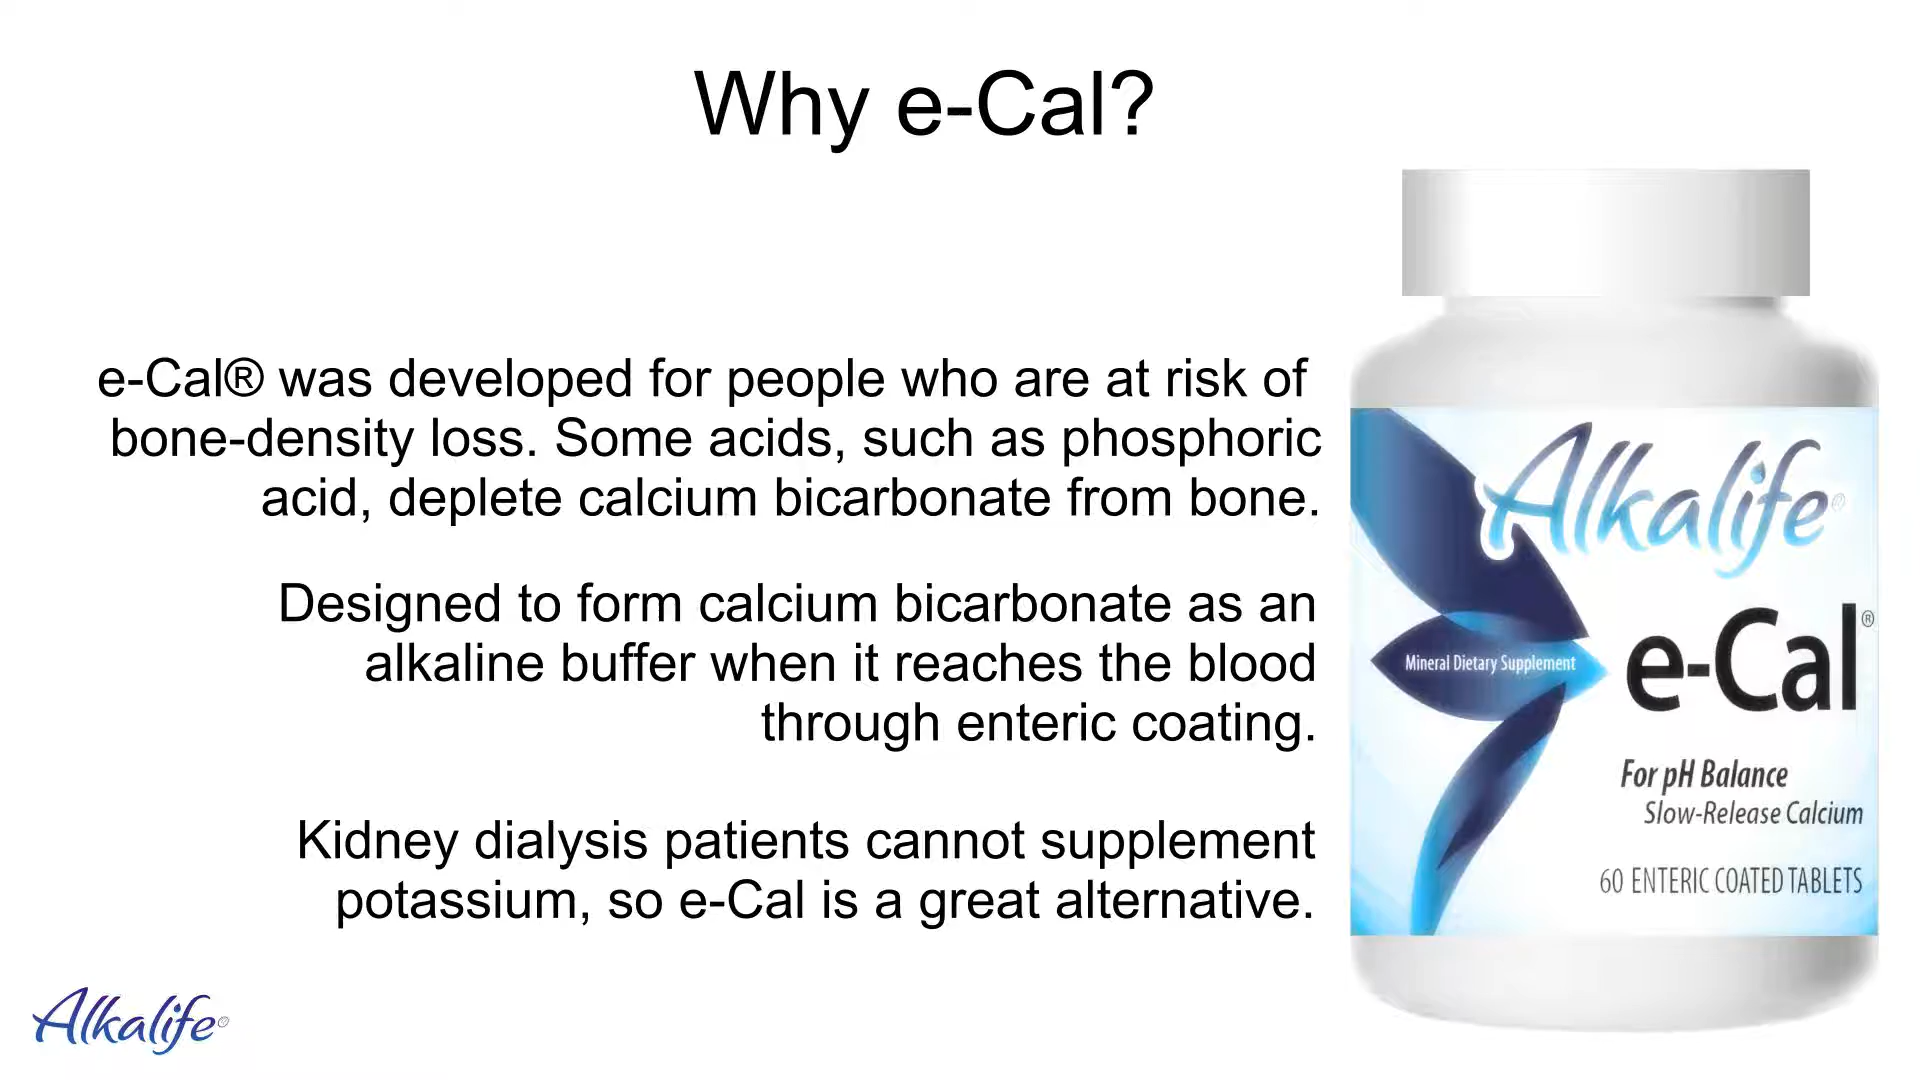 Why e-Cal?
e-Cal® was developed for people who are at risk of
bone-density loss. Some acids, such as phosphoric
acid, deplete calcium bicarbonate from bone.
Designed to form calcium bicarbonate as an
alkaline buffer when it reaches the blood
through enteric coating.
Kidney dialysis patients cannot supplement
potassium, so e-Cal is a great alternative.
Alkalife®
e-Cal®
Mineral Dietary Supplement
For pH Balance
Slow-Release Calcium
60 ENTERIC COATED TABLETS
Alkalife®